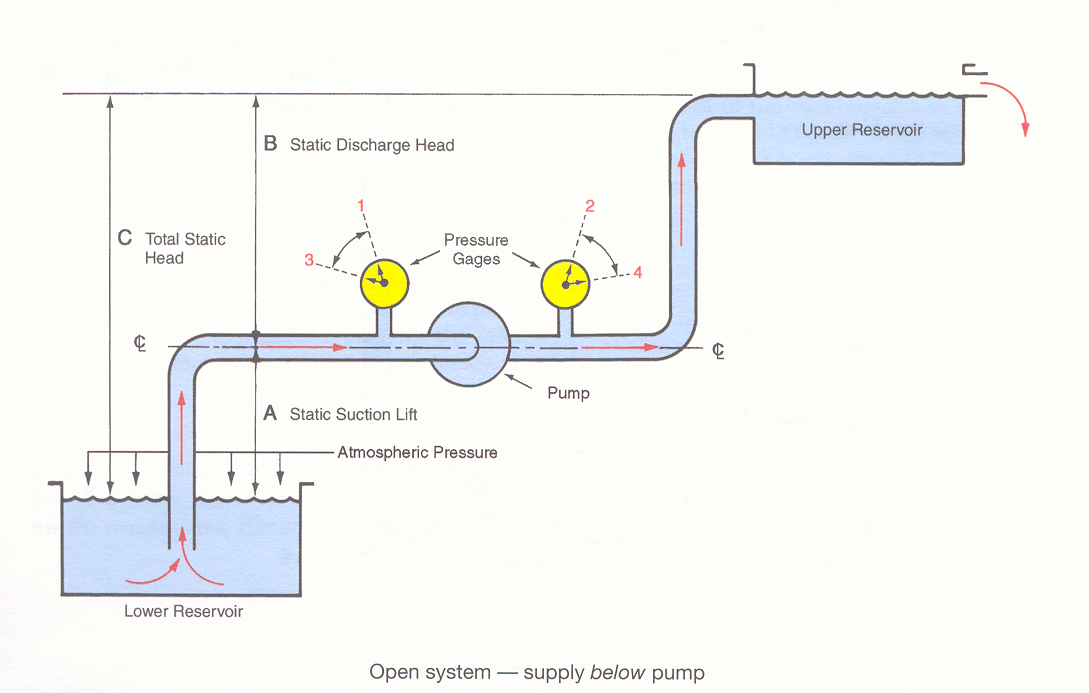 Upper Reservoir
B Static Discharge Head
1
2
C Total Static
Head
Pressure
Gages
3
4
℄
℄
Pump
A Static Suction Lift
Atmospheric Pressure
Lower Reservoir
Open system — supply below pump